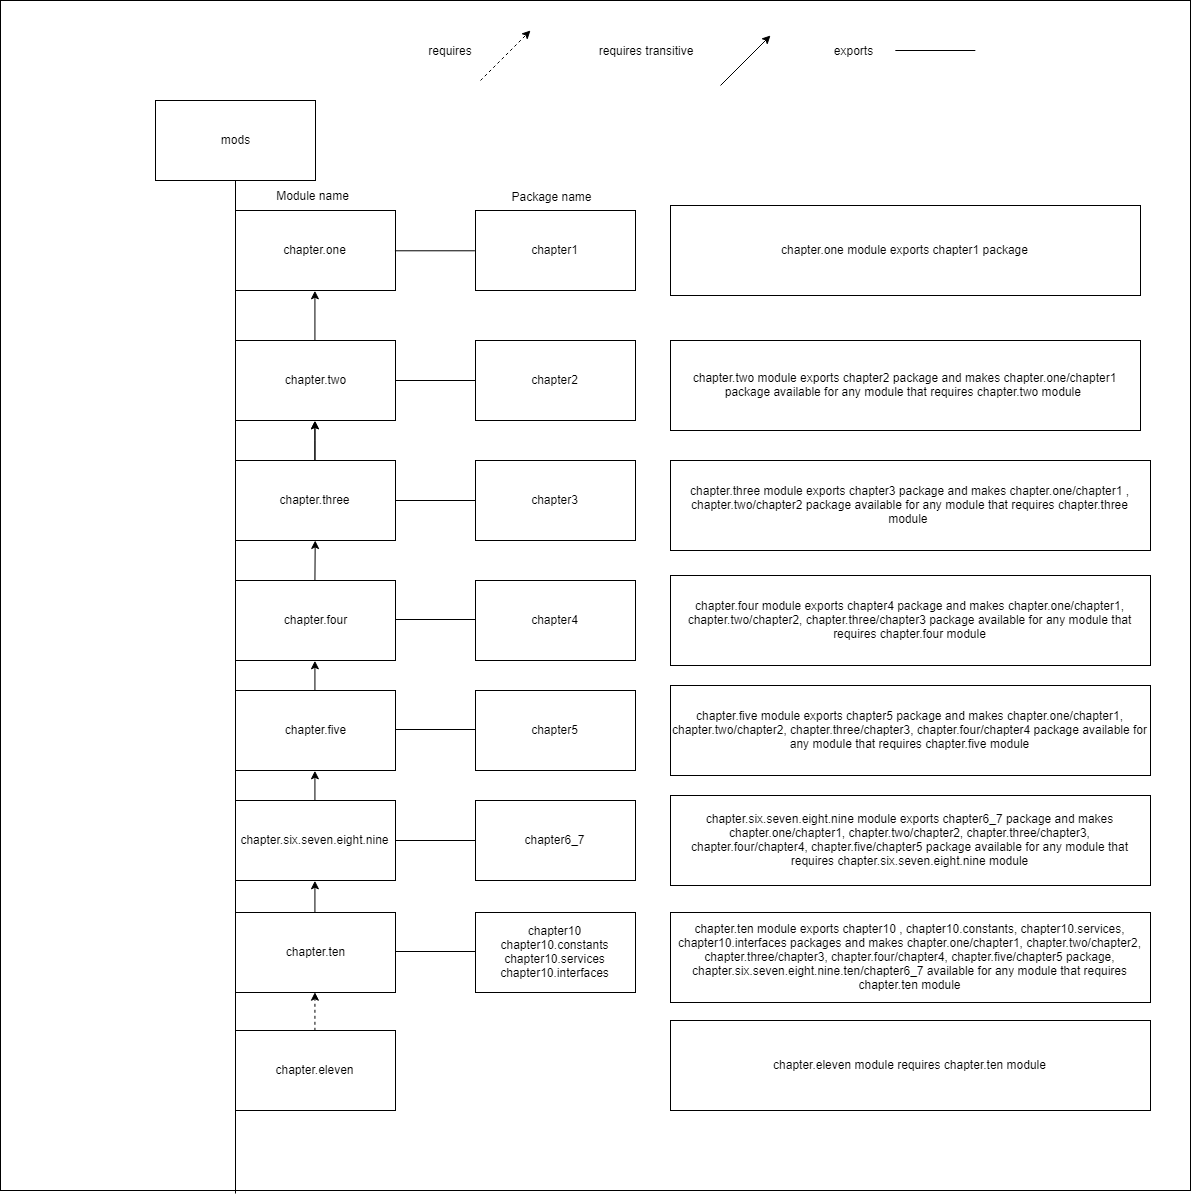 requires
requires transitive
exports
mods
Module name
Package name
chapter.one
chapter1
chapter.one module exports chapter1 package
chapter.two
chapter2
chapter.two module exports chapter2 package and makes chapter.one/chapter1
package available for any module that requires chapter.two module
chapter.three
chapter3
chapter.three module exports chapter3 package and makes chapter.one/chapter1 ,
chapter.two/chapter2 package available for any module that requires chapter.three
module
chapter.four
chapter4
chapter.four module exports chapter4 package and makes chapter.one/chapter1,
chapter.two/chapter2, chapter.three/chapter3 package available for any module that
requires chapter.four module
chapter.five
chapter5
chapter.five module exports chapter5 package and makes chapter.one/chapter1,
chapter.two/chapter2, chapter.three/chapter3, chapter.four/chapter4 package available for
any module that requires chapter.five module
chapter.six.seven.eight.nine
chapter6_7
chapter.six.seven.eight.nine module exports chapter6_7 package and makes
chapter.one/chapter1, chapter.two/chapter2, chapter.three/chapter3,
chapter.four/chapter4, chapter.five/chapter5 package available for any module that
requires chapter.six.seven.eight.nine module
chapter.ten
chapter10
chapter10.constants
chapter10.services
chapter10.interfaces
chapter.ten module exports chapter10 , chapter10.constants, chapter10.services,
chapter10.interfaces packages and makes chapter.one/chapter1, chapter.two/chapter2,
chapter.three/chapter3, chapter.four/chapter4, chapter.five/chapter5 package,
chapter.six.seven.eight.nine.ten/chapter6_7 available for any module that requires
chapter.ten module
chapter.eleven
chapter.eleven module requires chapter.ten module